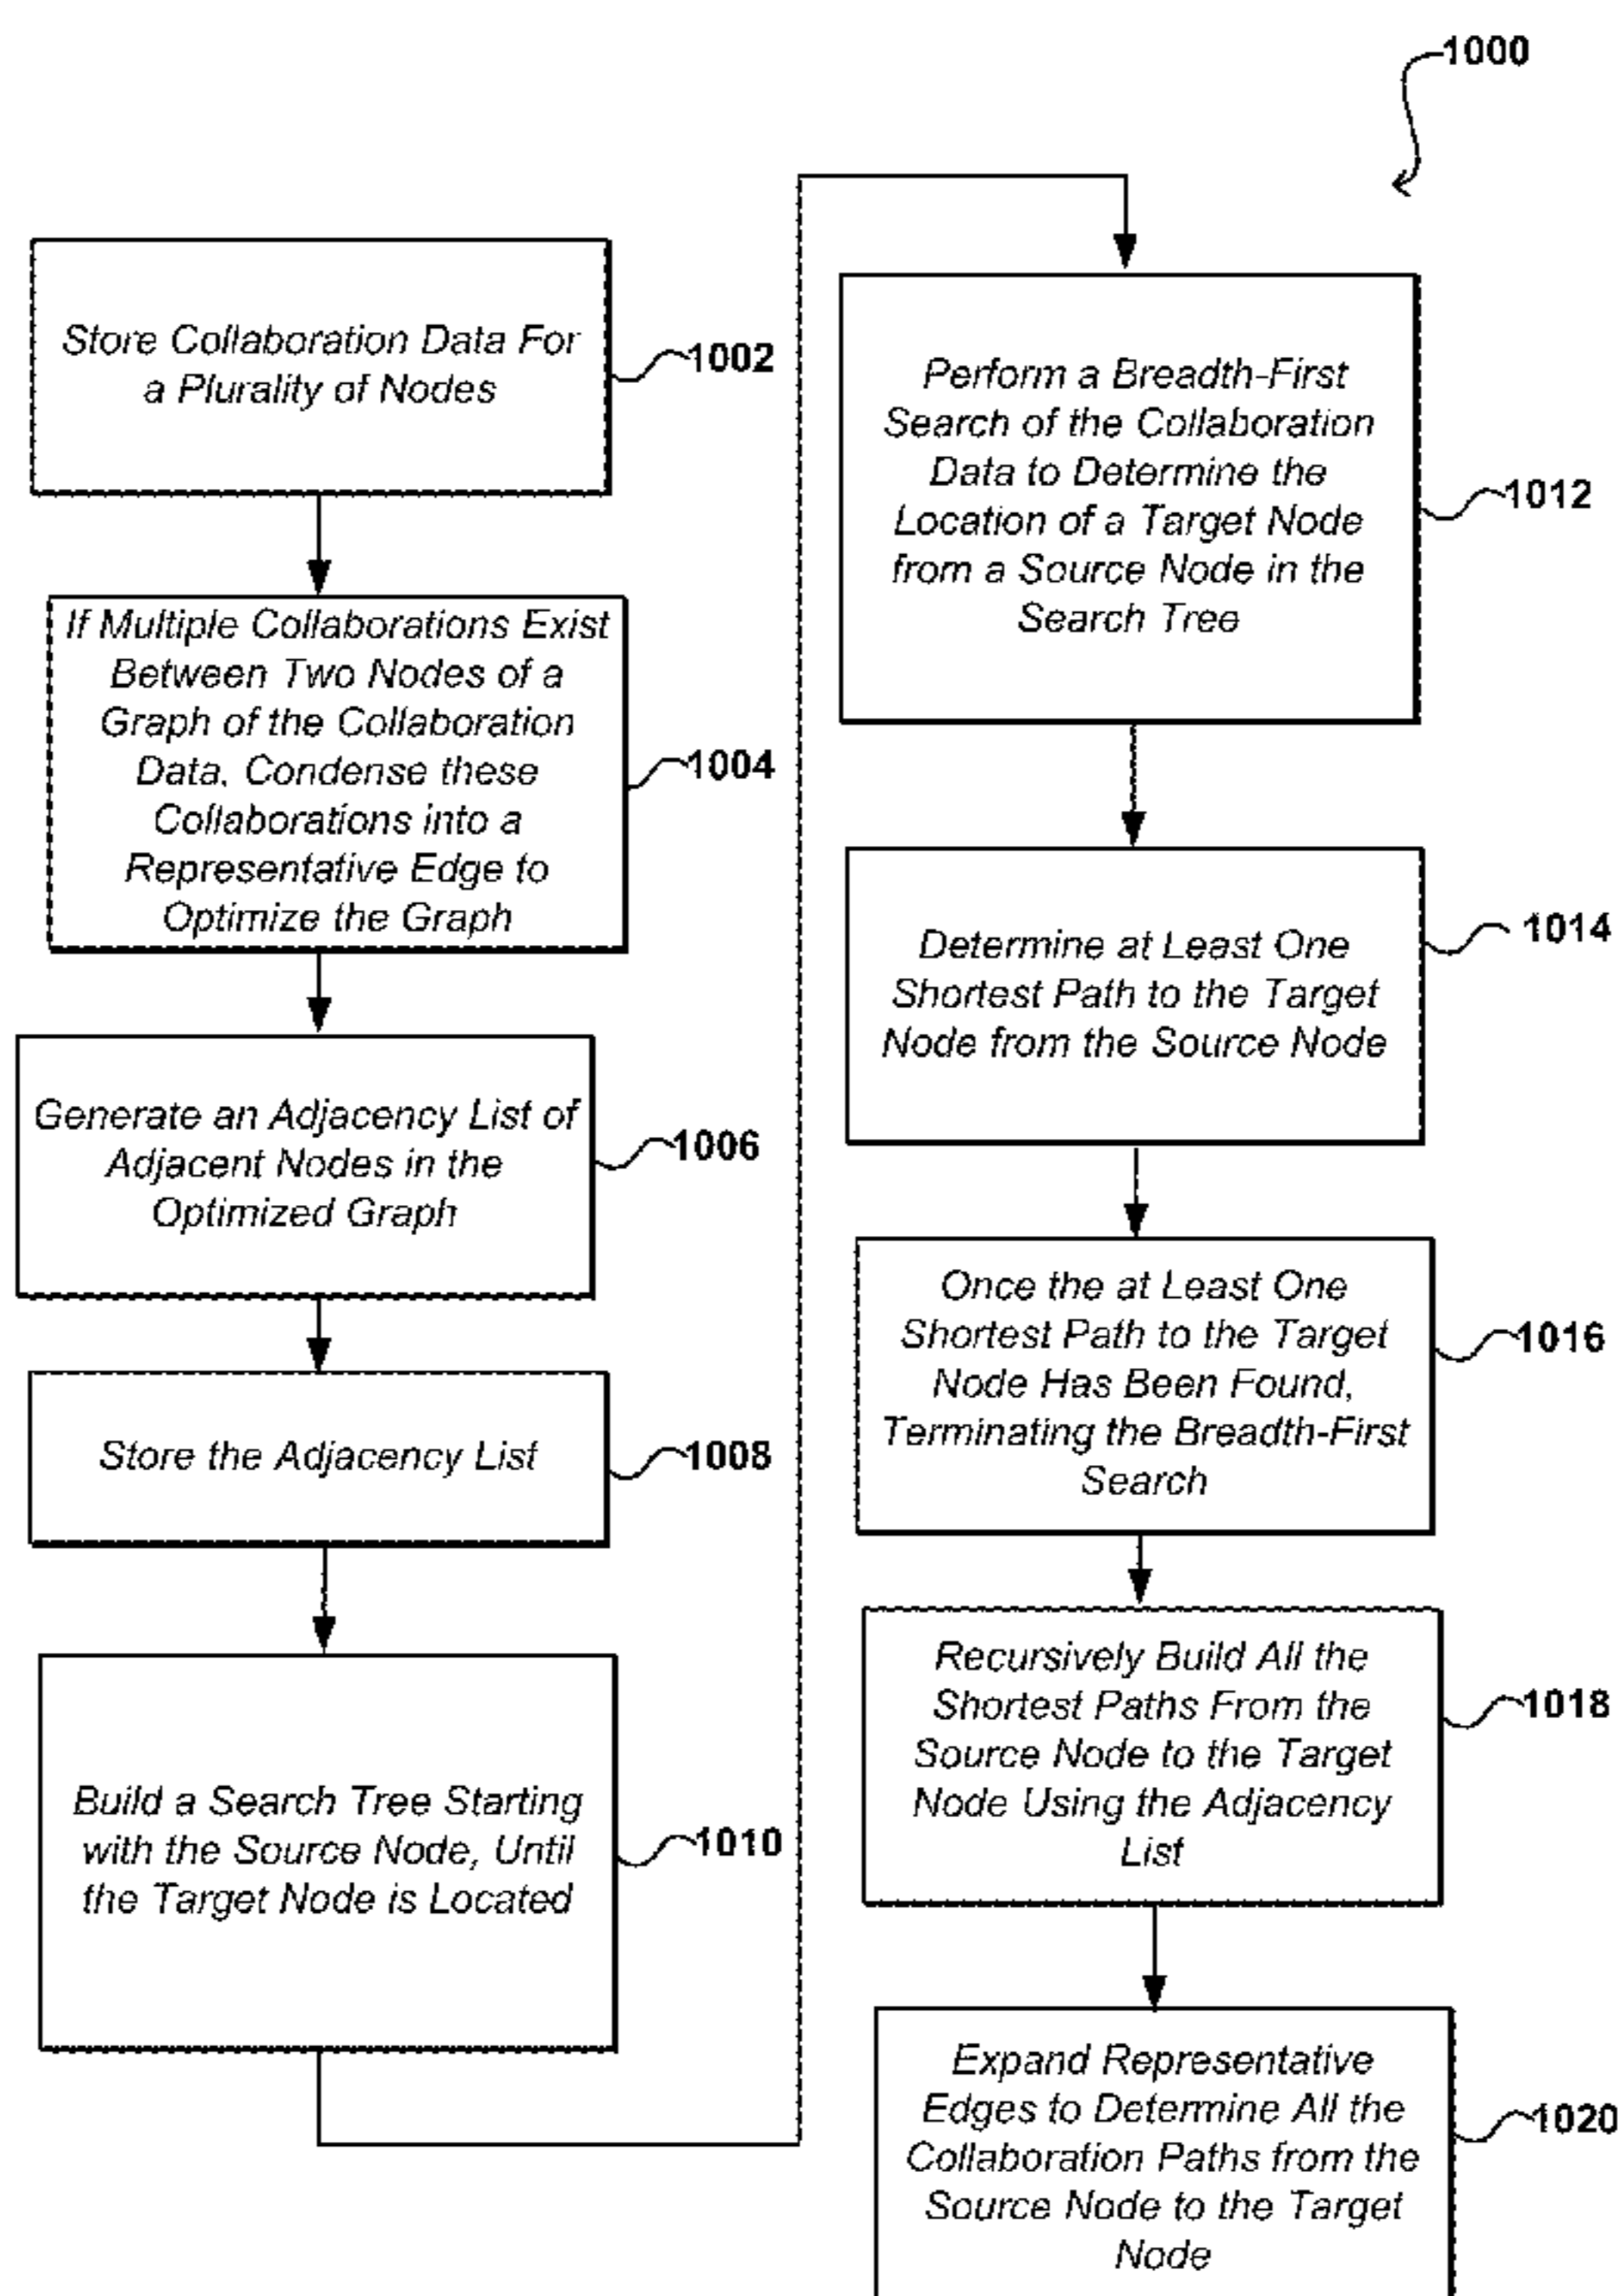 1000
Store Collaboration Data For
a Plurality of Nodes
1002
If Multiple Collaborations Exist
Between Two Nodes of a
Graph of the Collaboration
Data, Condense these
Collaborations into a
Representative Edge to
Optimize the Graph
1004
Generate an Adjacency List of
Adjacent Nodes in the
Optimized Graph
1006
Store the Adjacency List
1008
Build a Search Tree Starting
with the Source Node, Until
the Target Node is Located
1010
Perform a Breadth-First
Search of the Collaboration
Data to Determine the
Location of a Target Node
from a Source Node in the
Search Tree
1012
Determine at Least One
Shortest Path to the Target
Node from the Source Node
1014
Once the at Least One
Shortest Path to the Target
Node Has Been Found,
Terminating the Breadth-First
Search
1016
Recursively Build All the
Shortest Paths From the
Source Node to the Target
Node Using the Adjacency
List
1018
Expand Representative
Edges to Determine All the
Collaboration Paths from the
Source Node to the Target
Node
1020